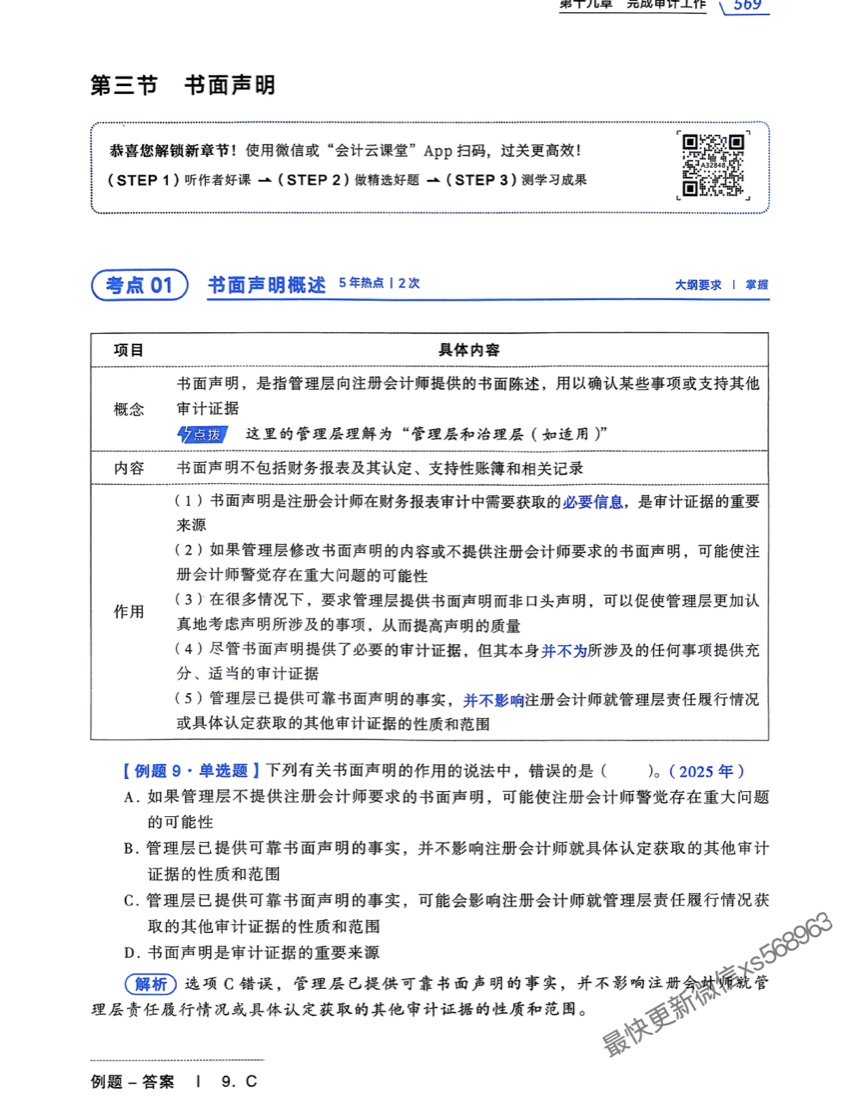 第十九章 完成审计工作 569
第三节 书面声明
恭喜您解锁新章节！使用微信或“会计云课堂”App 扫码，过关更高效！
（STEP 1）听作者好课 ⇀（STEP 2）做精选好题 ⇀（STEP 3）测学习成果
A32848
考点 01 书面声明概述 5年热点 | 2次 大纲要求 | 掌握
项目 具体内容
概念
书面声明，是指管理层向注册会计师提供的书面陈述，用以确认某些事项或支持其他
审计证据
点拨 这里的管理层理解为“管理层和治理层（如适用）”
内容 书面声明不包括财务报表及其认定、支持性账簿和相关记录
作用
（1）书面声明是注册会计师在财务报表审计中需要获取的必要信息，是审计证据的重要
来源
（2）如果管理层修改书面声明的内容或不提供注册会计师要求的书面声明，可能使注
册会计师警觉存在重大问题的可能性
（3）在很多情况下，要求管理层提供书面声明而非口头声明，可以促使管理层更加认
真地考虑声明所涉及的事项，从而提高声明的质量
（4）尽管书面声明提供了必要的审计证据，但其本身并不为所涉及的任何事项提供充
分、适当的审计证据
（5）管理层已提供可靠书面声明的事实，并不影响注册会计师就管理层责任履行情况
或具体认定获取的其他审计证据的性质和范围
【例题 9·单选题】下列有关书面声明的作用的说法中，错误的是（ ）。（2025 年）
A. 如果管理层不提供注册会计师要求的书面声明，可能使注册会计师警觉存在重大问题
的可能性
B. 管理层已提供可靠书面声明的事实，并不影响注册会计师就具体认定获取的其他审计
证据的性质和范围
C. 管理层已提供可靠书面声明的事实，可能会影响注册会计师就管理层责任履行情况获
取的其他审计证据的性质和范围
D. 书面声明是审计证据的重要来源
解析 选项 C 错误，管理层已提供可靠书面声明的事实，并不影响注册会计师就管
理层责任履行情况或具体认定获取的其他审计证据的性质和范围。
最快更新微信xs568963
例题 – 答案 | 9. C